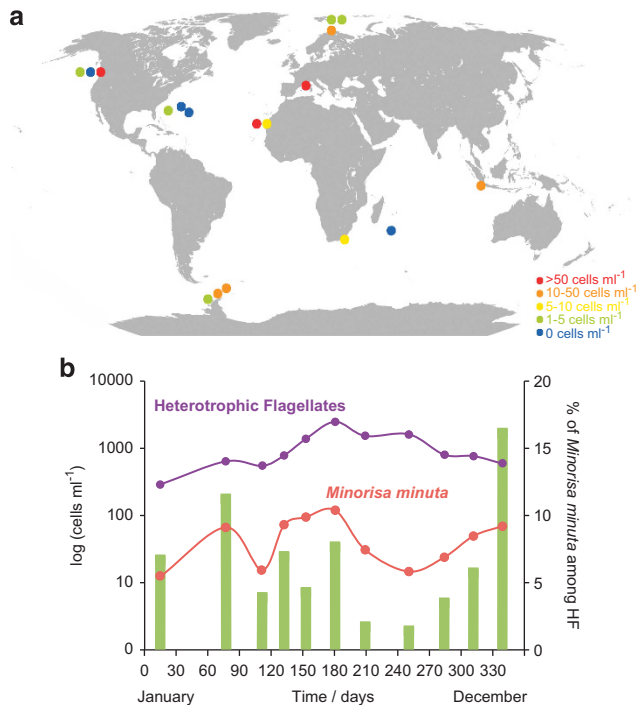 a
>50 cells ml⁻¹
10-50 cells ml⁻¹
5-10 cells ml⁻¹
1-5 cells ml⁻¹
0 cells ml⁻¹
b
10000
1000
100
10
0
log (cells ml⁻¹)
Heterotrophic Flagellates
Minorisa minuta
20
15
10
5
0
% of Minorisa minuta among HF
0 30 60 90 120 150 180 210 240 270 300 330
January Time / days December